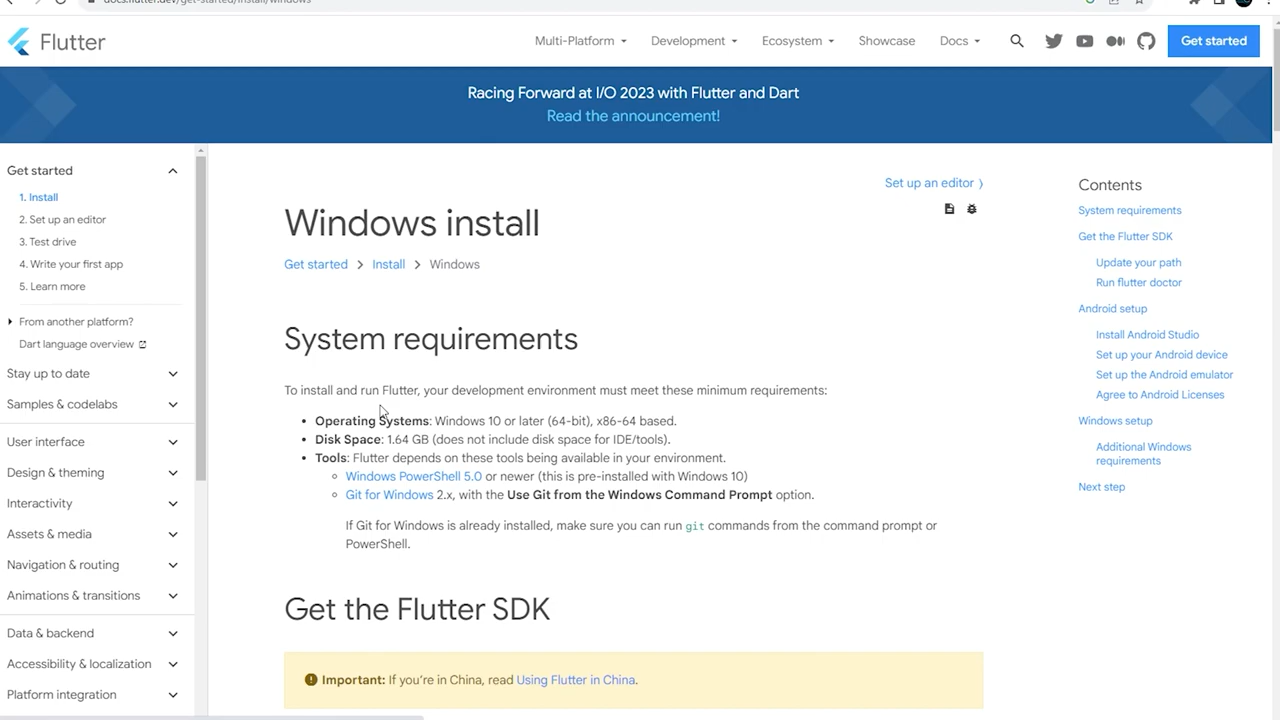 docs.flutter.dev/get-started/install/windows
Flutter
Multi-Platform
Development
Ecosystem
Showcase
Docs
Get started
Racing Forward at I/O 2023 with Flutter and Dart
Read the announcement!
Get started
1. Install
2. Set up an editor
3. Test drive
4. Write your first app
5. Learn more
From another platform?
Dart language overview
Stay up to date
Samples & codelabs
User interface
Design & theming
Interactivity
Assets & media
Navigation & routing
Animations & transitions
Data & backend
Accessibility & localization
Platform integration
Set up an editor ⟩
Windows install
Get started > Install > Windows
System requirements
To install and run Flutter, your development environment must meet these minimum requirements:
• Operating Systems: Windows 10 or later (64-bit), x86-64 based.
• Disk Space: 1.64 GB (does not include disk space for IDE/tools).
• Tools: Flutter depends on these tools being available in your environment.
◦ Windows PowerShell 5.0 or newer (this is pre-installed with Windows 10)
◦ Git for Windows 2.x, with the Use Git from the Windows Command Prompt option.
If Git for Windows is already installed, make sure you can run git commands from the command prompt or
PowerShell.
Get the Flutter SDK
Important: If you're in China, read Using Flutter in China.
Contents
System requirements
Get the Flutter SDK
Update your path
Run flutter doctor
Android setup
Install Android Studio
Set up your Android device
Set up the Android emulator
Agree to Android Licenses
Windows setup
Additional Windows
requirements
Next step